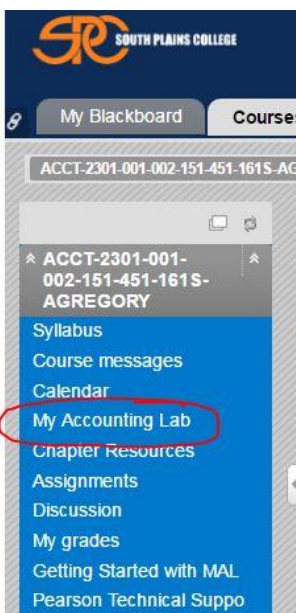 SPC SOUTH PLAINS COLLEGE
My Blackboard
Courses
ACCT-2301-001-002-151-451-161S-AG
ACCT-2301-001-
002-151-451-161S-
AGREGORY
Syllabus
Course messages
Calendar
My Accounting Lab
Chapter Resources
Assignments
Discussion
My grades
Getting Started with MAL
Pearson Technical Suppo